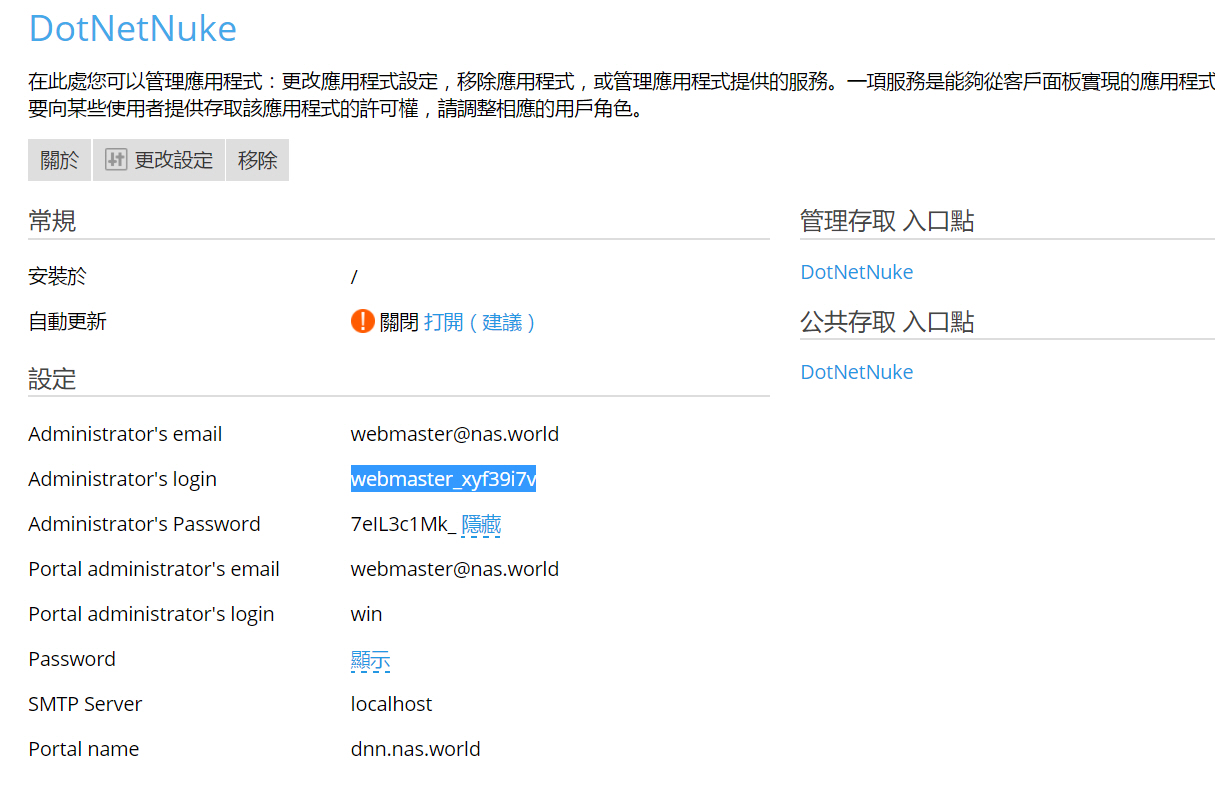 DotNetNuke
在此處您可以管理應用程式：更改應用程式設定，移除應用程式，或管理應用程式提供的服務。一項服務是能夠從客戶面板實現的應用程式
要向某些使用者提供存取該應用程式的許可權，請調整相應的用戶角色。
關於 更改設定 移除
常規
安裝於 /
自動更新 關閉 打開（建議）
設定
Administrator's email webmaster@nas.world
Administrator's login webmaster_xyf39i7v
Administrator's Password 7eIL3c1Mk_ 隱藏
Portal administrator's email webmaster@nas.world
Portal administrator's login win
Password 顯示
SMTP Server localhost
Portal name dnn.nas.world
管理存取 入口點
DotNetNuke
公共存取 入口點
DotNetNuke